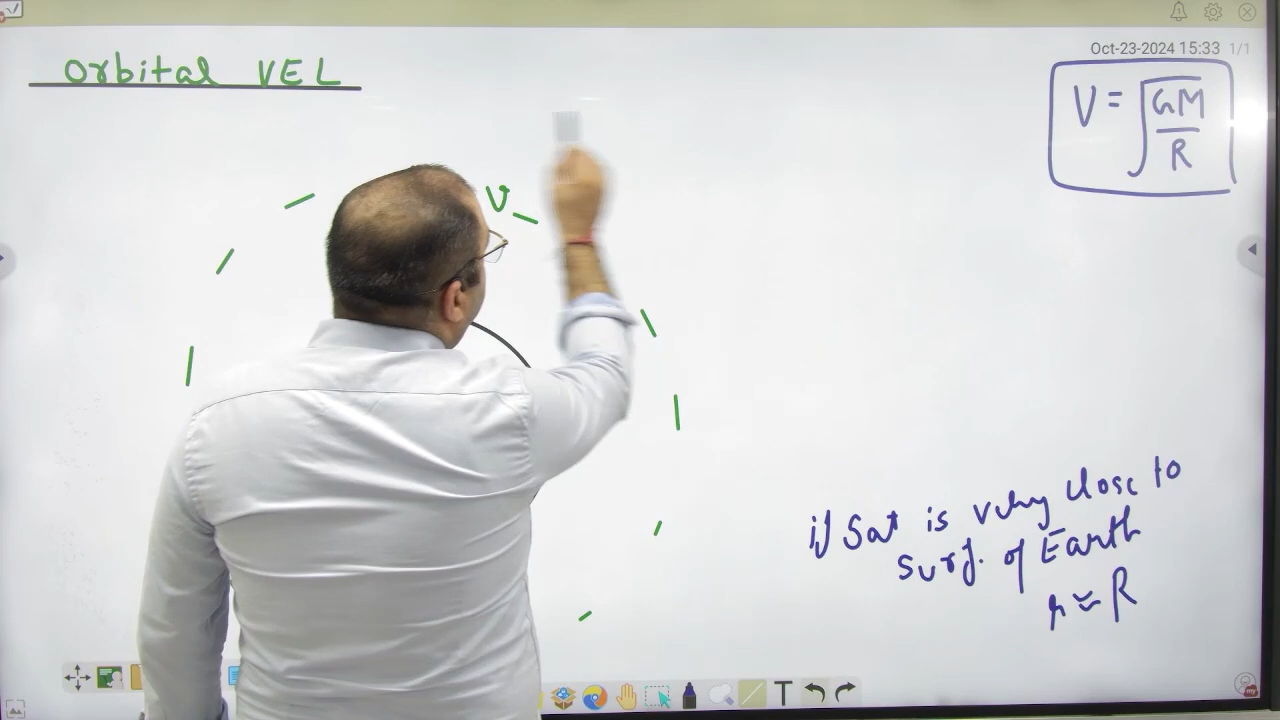 Orbital VEL
Oct-23-2024 15:33 1/1
V = √GM/R
v
if Sat is very close to
surf. of Earth
r ≈ R
T